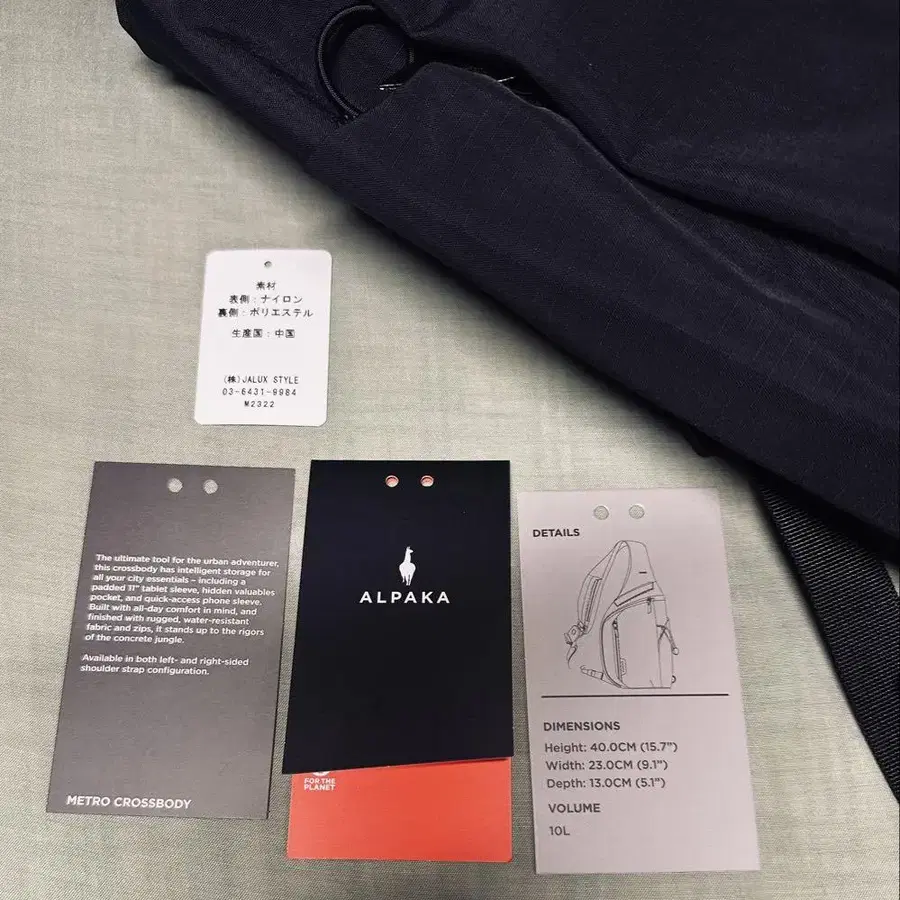 素材
表側：ナイロン
裏側：ポリエステル
生産国：中国
(株)JALUX STYLE
03-6431-9984
M2322
The ultimate tool for the urban adventurer,
this crossbody has intelligent storage for
all your city essentials – including a
padded 11" tablet sleeve, hidden valuables
pocket, and quick-access phone sleeve.
Built with all-day comfort in mind, and
finished with rugged, water-resistant
fabric and zips, it stands up to the rigors
of the concrete jungle.
Available in both left- and right-sided
shoulder strap configuration.
METRO CROSSBODY
ALPAKA
FOR THE
PLANET
DETAILS
DIMENSIONS
Height: 40.0CM (15.7")
Width: 23.0CM (9.1")
Depth: 13.0CM (5.1")
VOLUME
10L